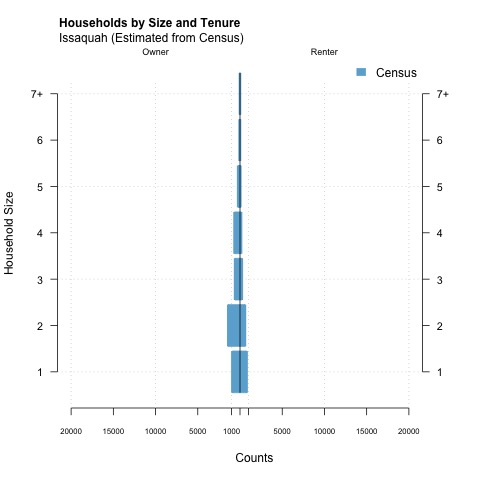 Households by Size and Tenure
Issaquah (Estimated from Census)
Owner Renter
Census
7+ 7+
6 6
5 5
4 4
3 3
2 2
1 1
Household Size
20000 15000 10000 5000 1000 5000 10000 15000 20000
Counts